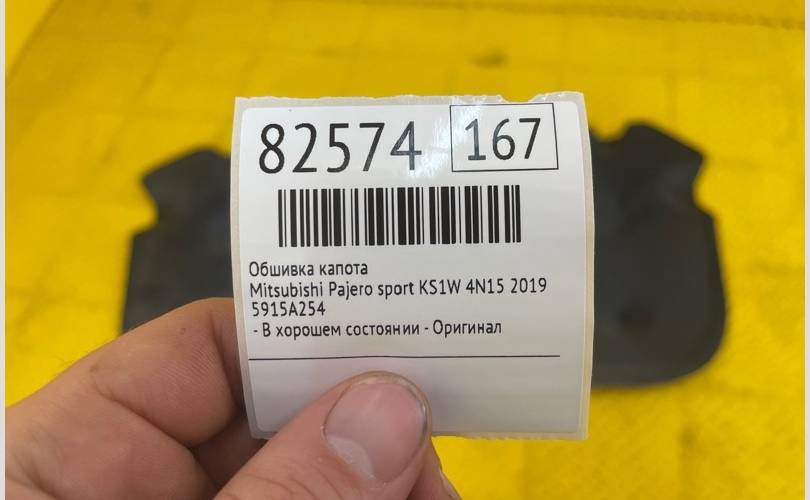 82574 167
Обшивка капота
Mitsubishi Pajero sport KS1W 4N15 2019
5915A254
- В хорошем состоянии - Оригинал